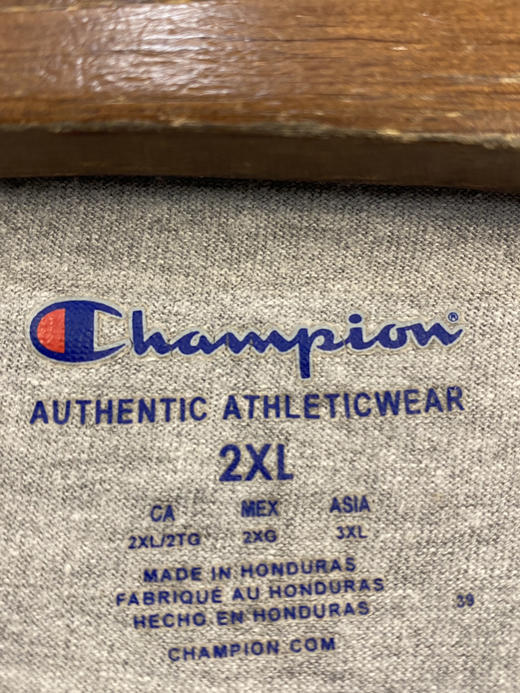 Champion®
AUTHENTIC ATHLETICWEAR
2XL
CA MEX ASIA
2XL/2TG 2XG 3XL
MADE IN HONDURAS
FABRIQUÉ AU HONDURAS
HECHO EN HONDURAS
39
CHAMPION.COM